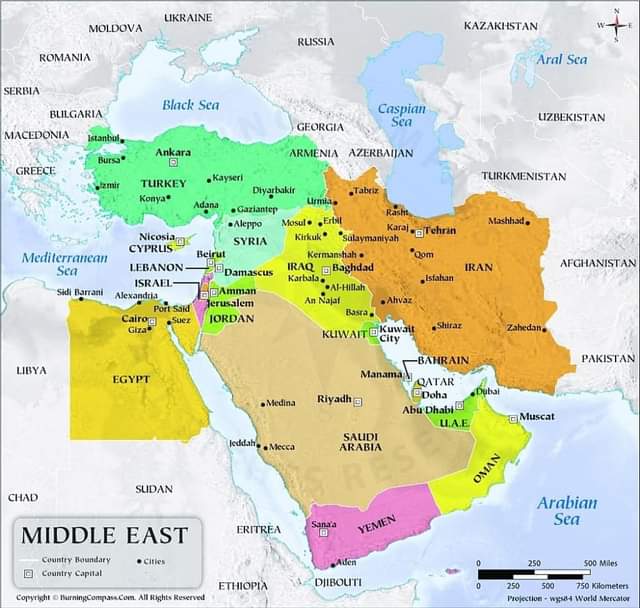 UKRAINE
MOLDOVA
KAZAKHSTAN
N
W
E
S
RUSSIA
ROMANIA
Aral Sea
SERBIA
Black Sea
Caspian
Sea
BULGARIA
UZBEKISTAN
GEORGIA
MACEDONIA
Istanbul
ARMENIA
AZERBAIJAN
Ankara
Bursa
GREECE
TURKMENISTAN
Kayseri
TURKEY
Izmir
Konya
Diyarbakir
Tabriz
Urmia
Adana
Gaziantep
Rasht
Aleppo
Mosul
Erbil
Mashhad
Karaj
Tehran
Nicosia
CYPRUS
SYRIA
Kirkuk
Sulaymaniyah
Mediterranean
Sea
Beirut
Kermanshah
Qom
LEBANON
Damascus
IRAQ
Baghdad
IRAN
AFGHANISTAN
ISRAEL
Karbala
Al-Hillah
Isfahan
Sidi Barrani
Alexandria
Amman
Jerusalem
An Najaf
Ahvaz
Port Said
Cairo
Suez
JORDAN
Basra
Giza
KUWAIT
Kuwait
City
Shiraz
Zahedan
PAKISTAN
BAHRAIN
LIBYA
EGYPT
Manama
QATAR
Doha
Dubai
Medina
Riyadh
Abu Dhabi
Muscat
U.A.E
Jeddah
Mecca
SAUDI
ARABIA
OMAN
CHAD
SUDAN
Arabian
Sea
Sana'a
YEMEN
ERITREA
MIDDLE EAST
Country Boundary
Cities
Country Capital
Aden
DJIBOUTI
ETHIOPIA
0 250 500 Miles
0 250 500 750 Kilometers
Copyright © BurningCompass.Com. All Rights Reserved
Projection - wgs84 World Mercator